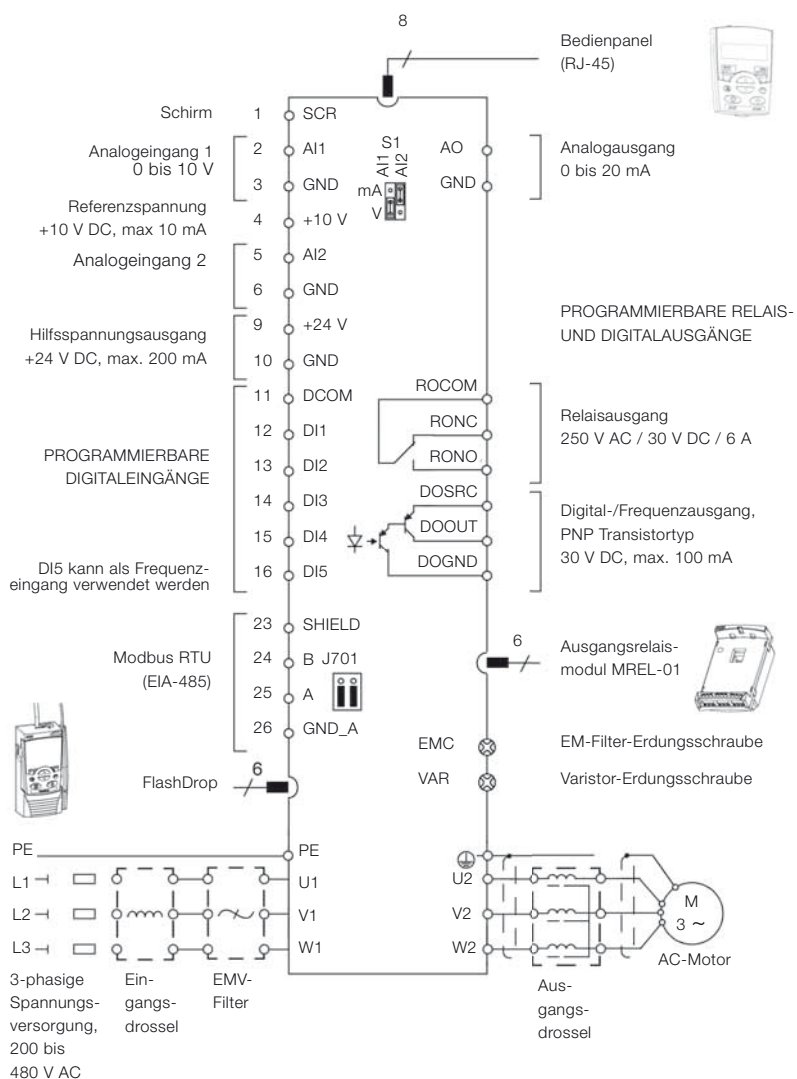 8
Bedienpanel
(RJ-45)
Schirm 1 SCR
Analogeingang 1
0 bis 10 V
2 AI1
3 GND
S1
AI1
AI2
mA
V
AO
GND
Analogausgang
0 bis 20 mA
Referenzspannung
+10 V DC, max 10 mA
4 +10 V
Analogeingang 2
5 AI2
6 GND
Hilfsspannungsausgang
+24 V DC, max. 200 mA
9 +24 V
10 GND
PROGRAMMIERBARE RELAIS-
UND DIGITALAUSGÄNGE
PROGRAMMIERBARE
DIGITALEINGÄNGE
11 DCOM
12 DI1
13 DI2
14 DI3
15 DI4
16 DI5
DI5 kann als Frequenz-
eingang verwendet werden
ROCOM
RONC
RONO
Relaisausgang
250 V AC / 30 V DC / 6 A
DOSRC
DOOUT
DOGND
Digital-/Frequenzausgang,
PNP Transistortyp
30 V DC, max. 100 mA
Modbus RTU
(EIA-485)
23 SHIELD
24 B J701
25 A
26 GND_A
6
Ausgangsrelais-
modul MREL-01
EMC EM-Filter-Erdungsschraube
VAR Varistor-Erdungsschraube
FlashDrop 6
PE PE
L1 U1 U2
L2 V1 V2
L3 W1 W2
M
3 ~
AC-Motor
3-phasige
Spannungs-
versorgung,
200 bis
480 V AC
Ein-
gangs-
drossel
EMV-
Filter
Aus-
gangs-
drossel